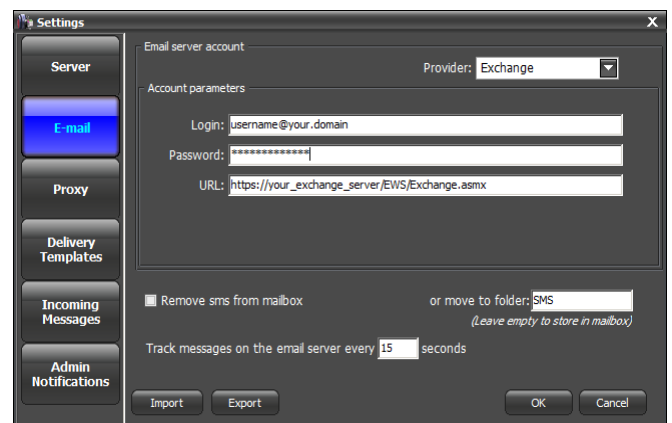 Settings X
Server
E-mail
Proxy
Delivery
Templates
Incoming
Messages
Admin
Notifications
Email server account
Provider: Exchange
Account parameters
Login: username@your.domain
Password: *************
URL: https://your_exchange_server/EWS/Exchange.asmx
Remove sms from mailbox or move to folder: SMS
(Leave empty to store in mailbox)
Track messages on the email server every 15 seconds
Import Export OK Cancel